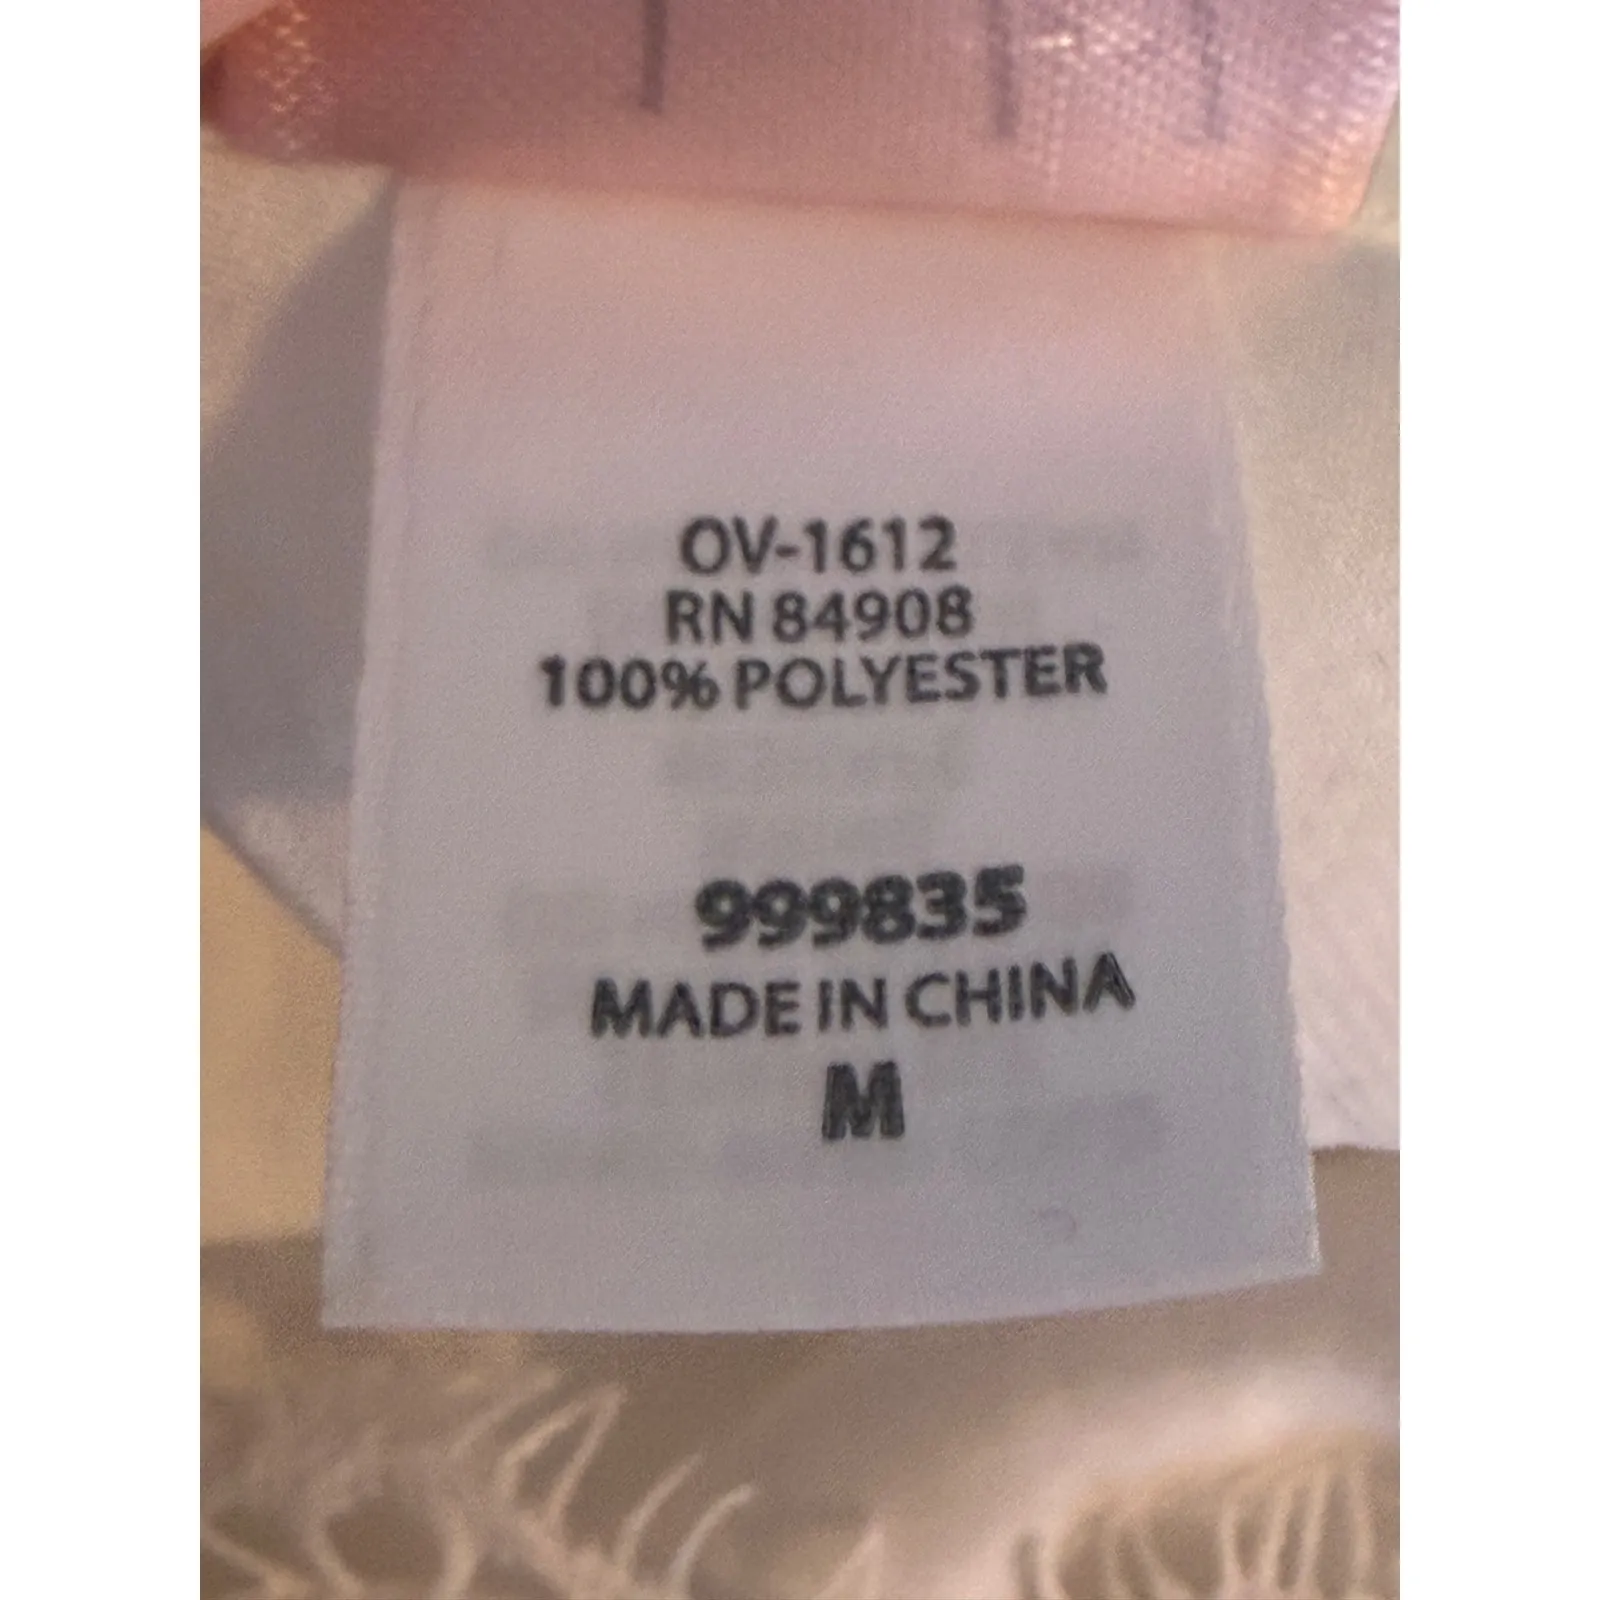 OV-1612
RN 84908
100% POLYESTER
999835
MADE IN CHINA
M